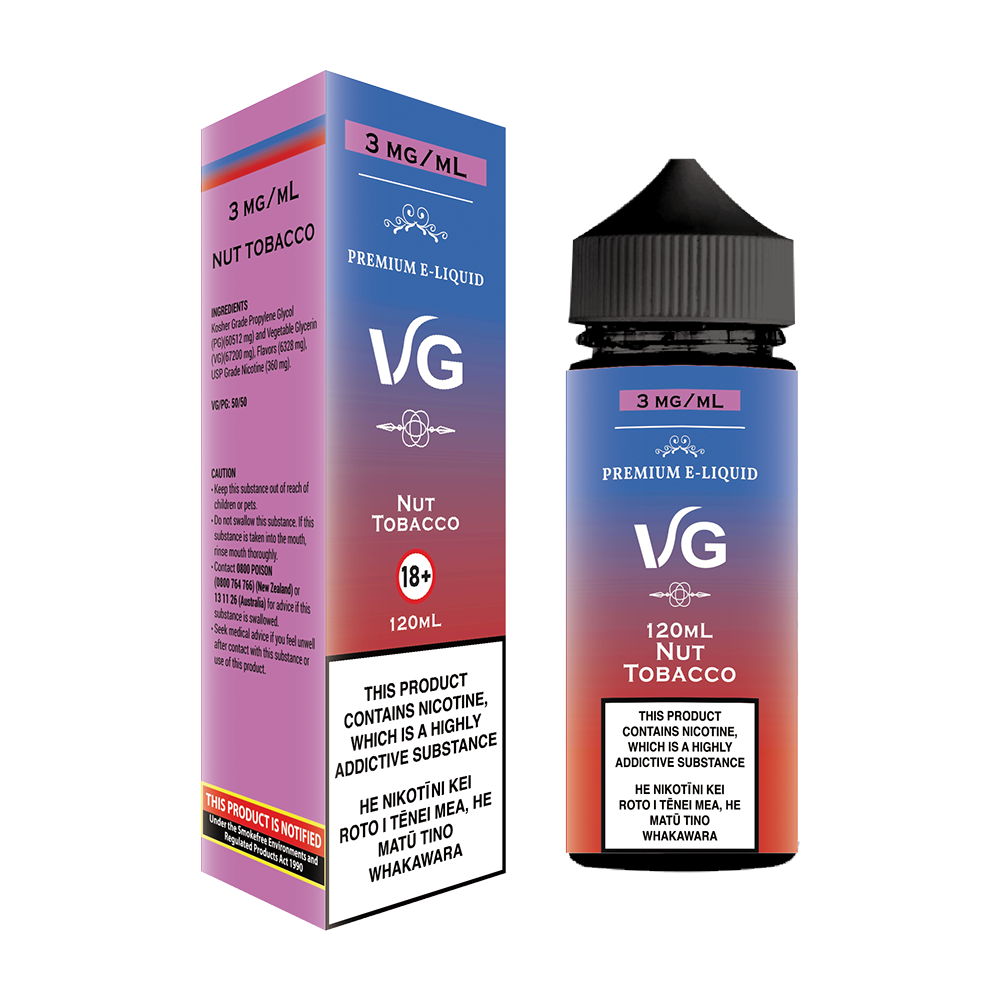 3 MG/ML
NUT TOBACCO
INGREDIENTS
Kosher Grade Propylene Glycol
(PG)(60512 mg) and Vegetable Glycerin
(VG)(67200 mg), Flavors (6328 mg),
USP Grade Nicotine (360 mg).
VG/PG: 50/50
CAUTION
• Keep this substance out of reach of
children or pets.
• Do not swallow this substance. If this
substance is taken into the mouth,
rinse mouth thoroughly.
• Contact 0800 POISON
(0800 764 766) (New Zealand) or
13 11 26 (Australia) for advice if this
substance is swallowed.
• Seek medical advice if you feel unwell
after contact with this substance or
use of this product.
THIS PRODUCT IS NOTIFIED
Under the Smokefree Environments and
Regulated Products Act 1990
3 MG/ML
PREMIUM E-LIQUID
VG
NUT
TOBACCO
18+
120ML
THIS PRODUCT
CONTAINS NICOTINE,
WHICH IS A HIGHLY
ADDICTIVE SUBSTANCE
HE NIKOTĪNI KEI
ROTO I TĒNEI MEA, HE
MATŪ TINO
WHAKAWARA
3 MG/ML
PREMIUM E-LIQUID
VG
120ML
NUT
TOBACCO
THIS PRODUCT
CONTAINS NICOTINE,
WHICH IS A HIGHLY
ADDICTIVE SUBSTANCE
HE NIKOTĪNI KEI
ROTO I TĒNEI MEA, HE
MATŪ TINO
WHAKAWARA